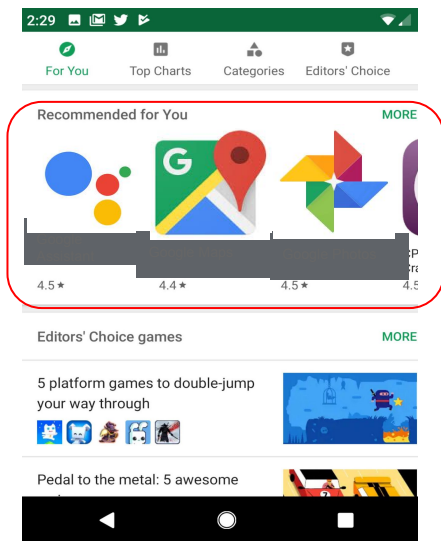 2:29
For You
Top Charts
Categories
Editors' Choice
Recommended for You
MORE
G
4.5 ★
4.4 ★
4.5 ★
4.5
Editors' Choice games
MORE
5 platform games to double-jump
your way through
Pedal to the metal: 5 awesome